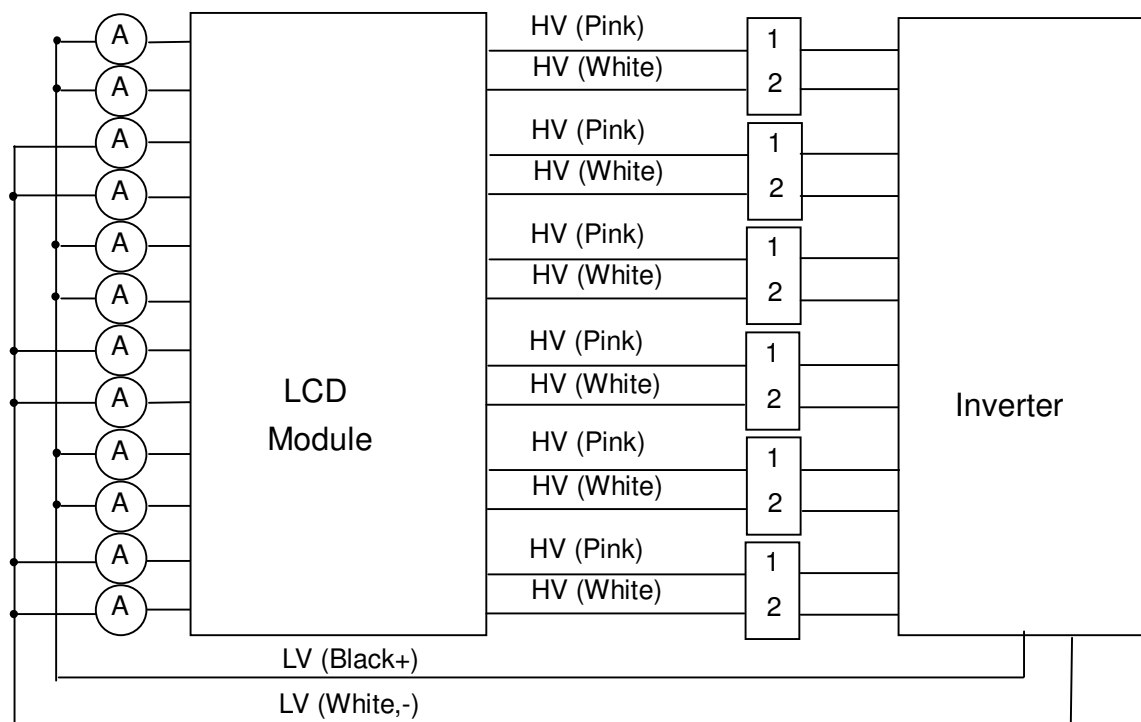 A
A
A
A
A
A
A
A
A
A
A
A
LCD
Module
HV (Pink)
HV (White)
1
2
HV (Pink)
HV (White)
1
2
HV (Pink)
HV (White)
1
2
HV (Pink)
HV (White)
1
2
HV (Pink)
HV (White)
1
2
HV (Pink)
HV (White)
1
2
Inverter
LV (Black+)
LV (White,-)